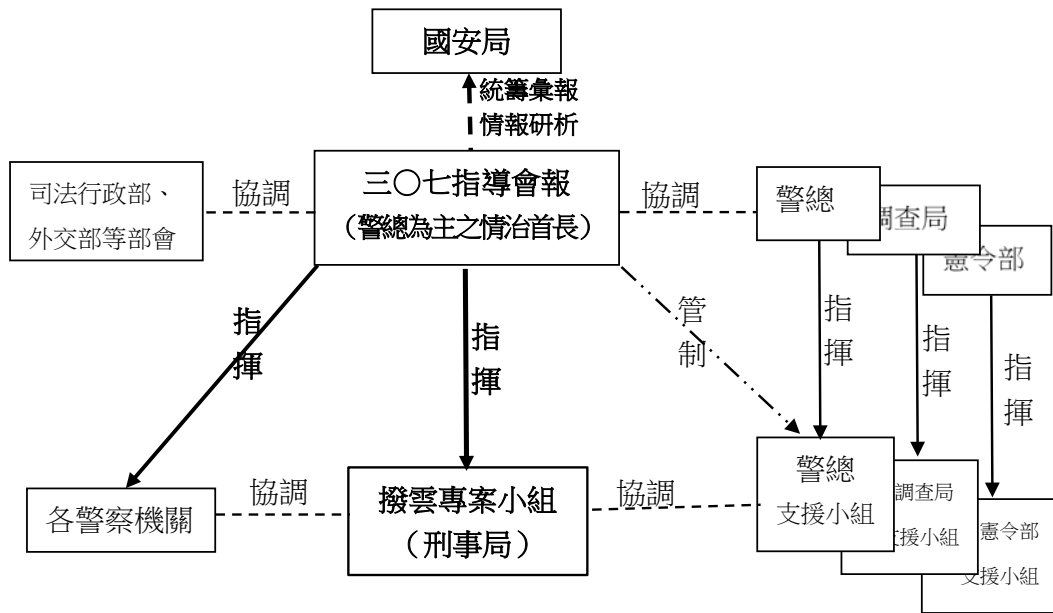 國安局
統籌彙報
情報研析
司法行政部、
外交部等部會
協調
三〇七指導會報
（警總為主之情治首長）
協調
警總
調查局
憲令部
指
揮
指
揮
管
制
指
揮
指
揮
指
揮
各警察機關
協調
撥雲專案小組
（刑事局）
協調
警總
支援小組
調查局
支援小組
憲令部
支援小組